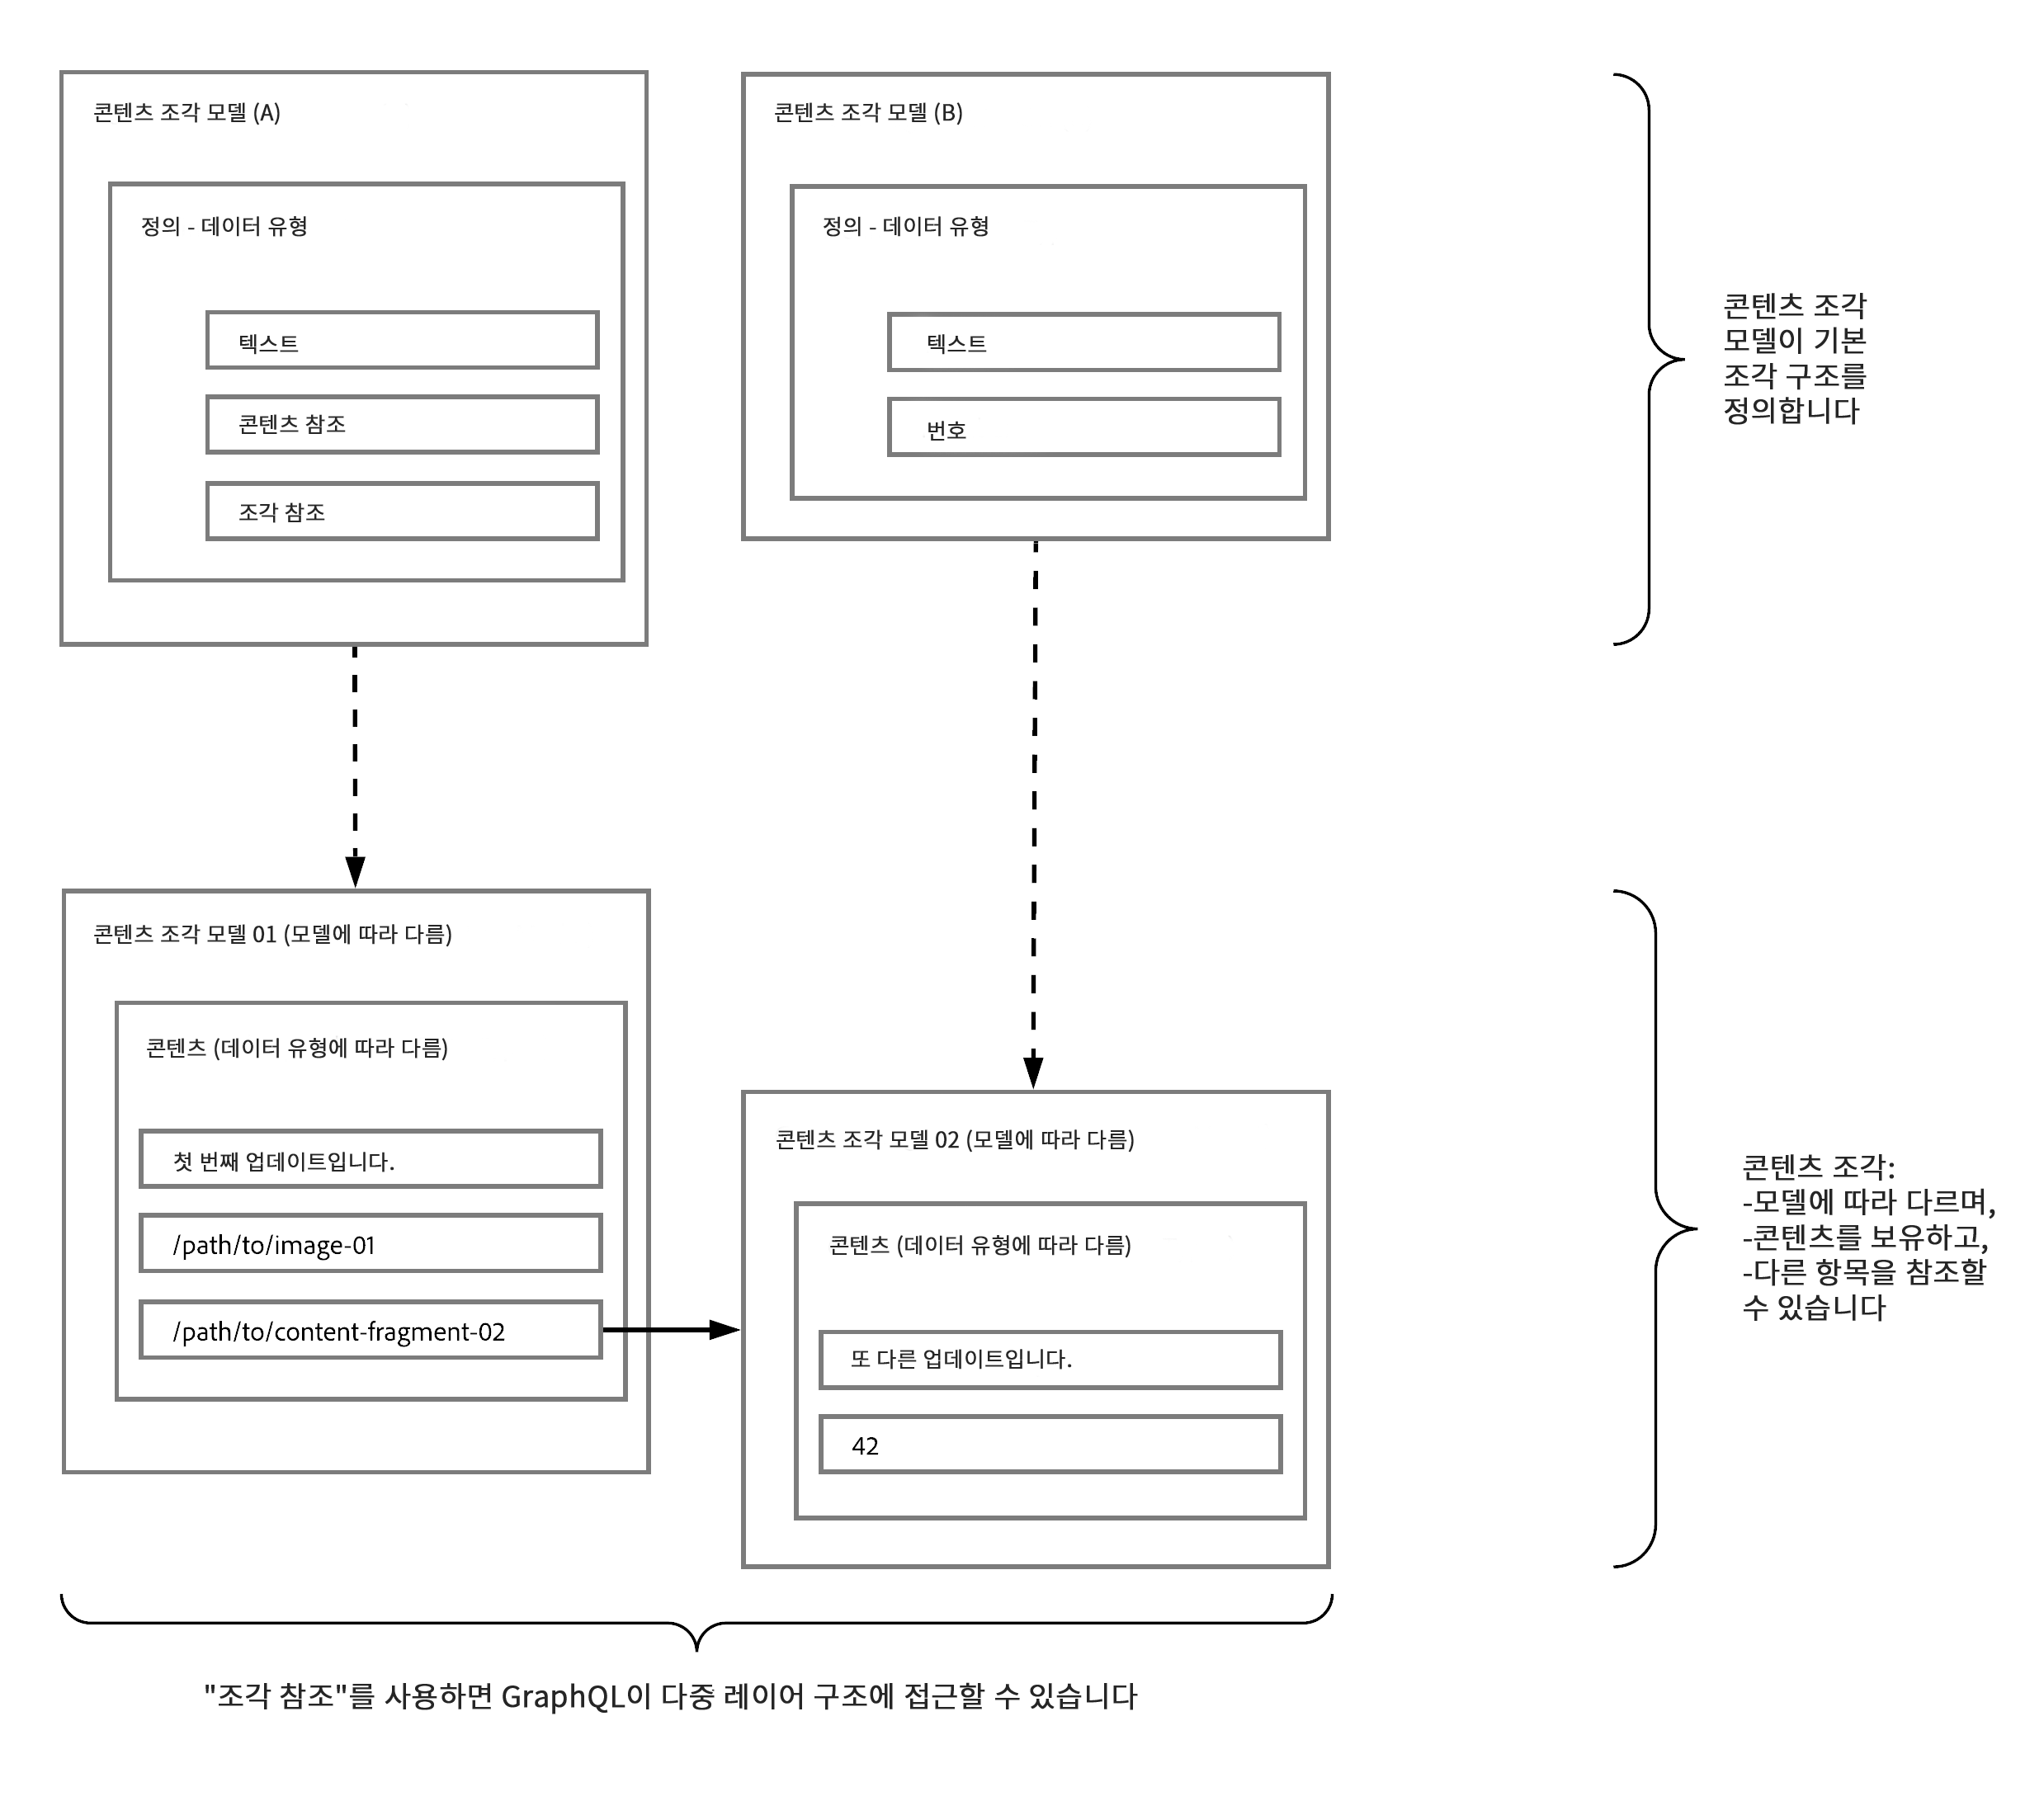 콘텐츠 조각 모델 (A)
정의 - 데이터 유형
텍스트
콘텐츠 참조
조각 참조
콘텐츠 조각 모델 (B)
정의 - 데이터 유형
텍스트
번호
콘텐츠 조각
모델이 기본
조각 구조를
정의합니다
콘텐츠 조각 모델 01 (모델에 따라 다름)
콘텐츠 (데이터 유형에 따라 다름)
첫 번째 업데이트입니다.
/path/to/image-01
/path/to/content-fragment-02
콘텐츠 조각 모델 02 (모델에 따라 다름)
콘텐츠 (데이터 유형에 따라 다름)
또 다른 업데이트입니다.
42
콘텐츠 조각:
-모델에 따라 다르며,
-콘텐츠를 보유하고,
-다른 항목을 참조할
수 있습니다
"조각 참조"를 사용하면 GraphQL이 다중 레이어 구조에 접근할 수 있습니다